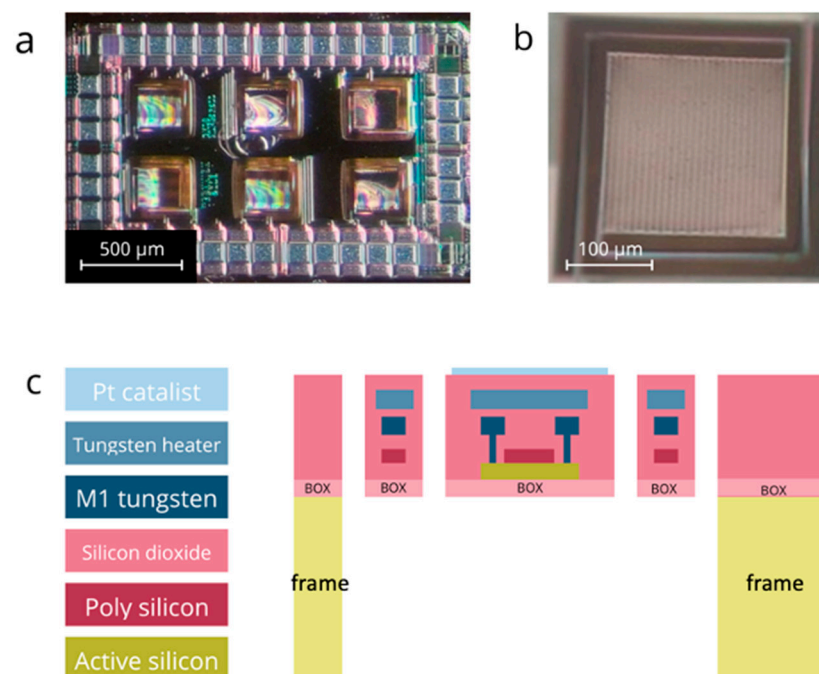 a
b
500 μm
100 μm
c
Pt catalist
Tungsten heater
M1 tungsten
Silicon dioxide
Poly silicon
Active silicon
BOX
BOX
BOX
BOX
BOX
frame
frame